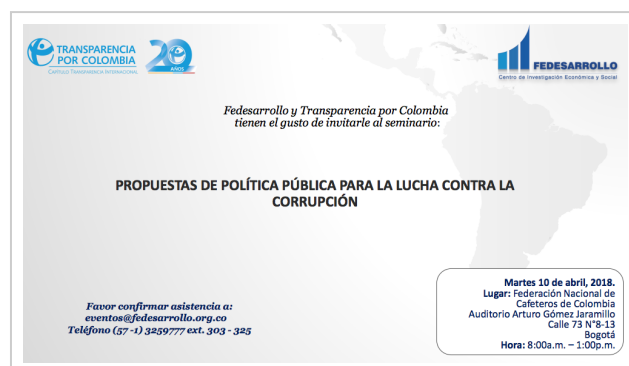 TRANSPARENCIA
POR COLOMBIA
CAPÍTULO TRANSPARENCIA INTERNACIONAL
20
AÑOS
FEDESARROLLO
Centro de Investigación Económica y Social
Fedesarrollo y Transparencia por Colombia
tienen el gusto de invitarle al seminario:
PROPUESTAS DE POLÍTICA PÚBLICA PARA LA LUCHA CONTRA LA
CORRUPCIÓN
Favor confirmar asistencia a:
eventos@fedesarrollo.org.co
Teléfono (57 -1) 3259777 ext. 303 - 325
Martes 10 de abril, 2018.
Lugar: Federación Nacional de
Cafeteros de Colombia
Auditorio Arturo Gómez Jaramillo
Calle 73 N°8-13
Bogotá
Hora: 8:00a.m. – 1:00p.m.